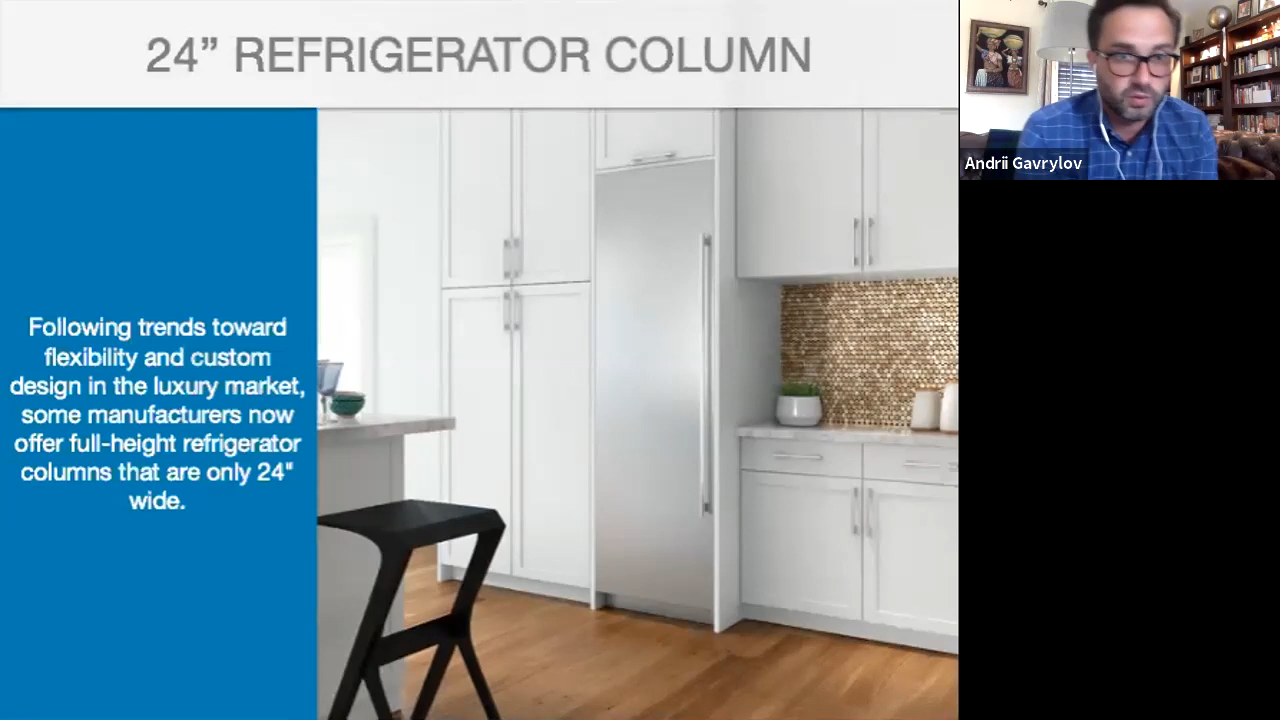 24” REFRIGERATOR COLUMN
Andrii Gavrylov
Following trends toward
flexibility and custom
design in the luxury market,
some manufacturers now
offer full-height refrigerator
columns that are only 24"
wide.